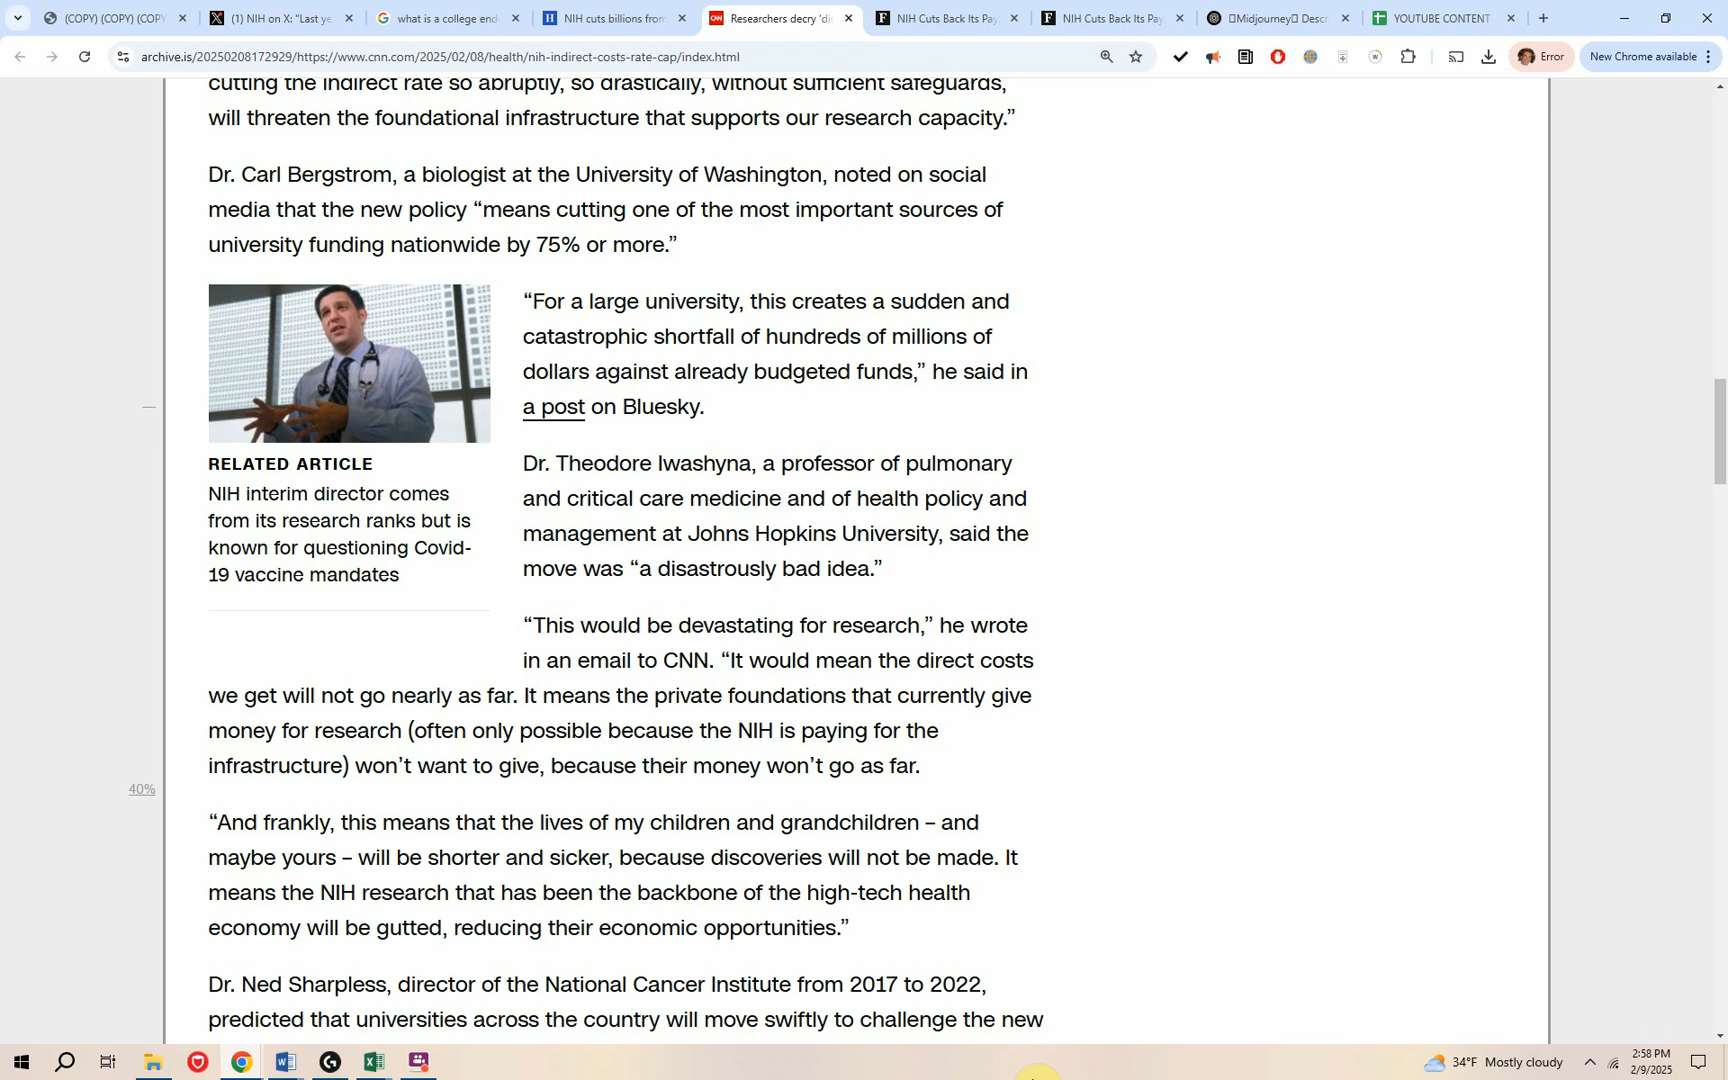 (COPY) (COPY) (COPY
(1) NIH on X: "Last ye
what is a college end
NIH cuts billions from
Researchers decry 'di
NIH Cuts Back Its Pay
NIH Cuts Back Its Pay
Midjourney Descr
YOUTUBE CONTENT
archive.is/20250208172929/https://www.cnn.com/2025/02/08/health/nih-indirect-costs-rate-cap/index.html
Error
New Chrome available
cutting the indirect rate so abruptly, so drastically, without sufficient safeguards,
will threaten the foundational infrastructure that supports our research capacity.”
Dr. Carl Bergstrom, a biologist at the University of Washington, noted on social
media that the new policy “means cutting one of the most important sources of
university funding nationwide by 75% or more.”
“For a large university, this creates a sudden and
catastrophic shortfall of hundreds of millions of
dollars against already budgeted funds,” he said in
a post on Bluesky.
RELATED ARTICLE
NIH interim director comes
from its research ranks but is
known for questioning Covid-
19 vaccine mandates
Dr. Theodore Iwashyna, a professor of pulmonary
and critical care medicine and of health policy and
management at Johns Hopkins University, said the
move was “a disastrously bad idea.”
“This would be devastating for research,” he wrote
in an email to CNN. “It would mean the direct costs
we get will not go nearly as far. It means the private foundations that currently give
money for research (often only possible because the NIH is paying for the
infrastructure) won’t want to give, because their money won’t go as far.
40%
“And frankly, this means that the lives of my children and grandchildren – and
maybe yours – will be shorter and sicker, because discoveries will not be made. It
means the NIH research that has been the backbone of the high-tech health
economy will be gutted, reducing their economic opportunities.”
Dr. Ned Sharpless, director of the National Cancer Institute from 2017 to 2022,
predicted that universities across the country will move swiftly to challenge the new
34°F Mostly cloudy
2:58 PM
2/9/2025